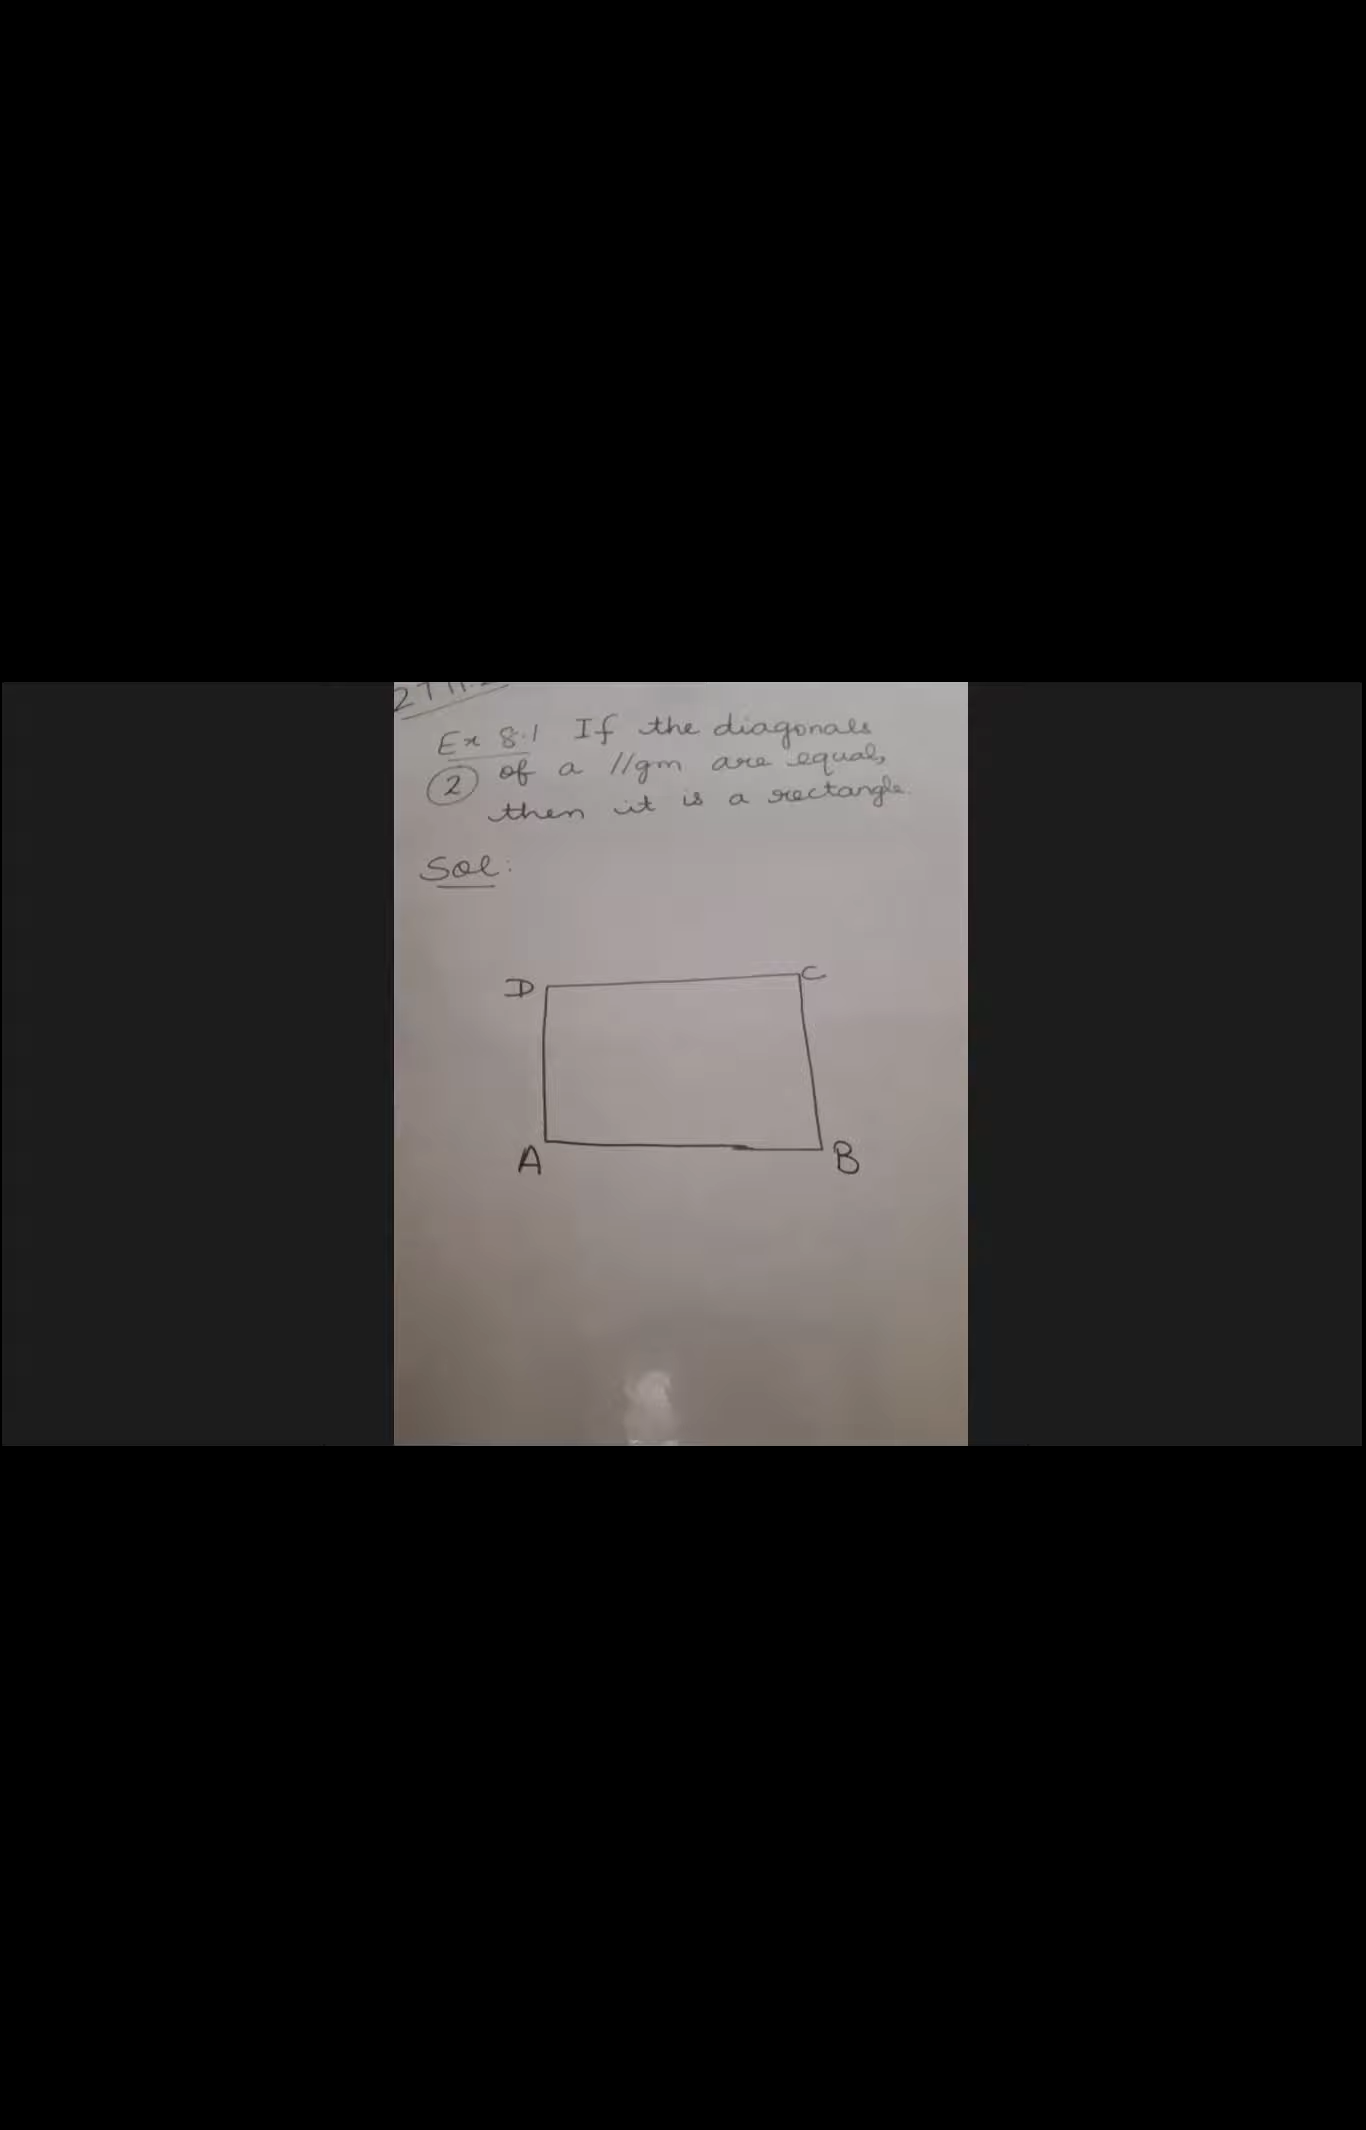 Ex 8.1 If the diagonals
(2) of a //gm are equal,
then it is a rectangle.
Sol:
D C
A B